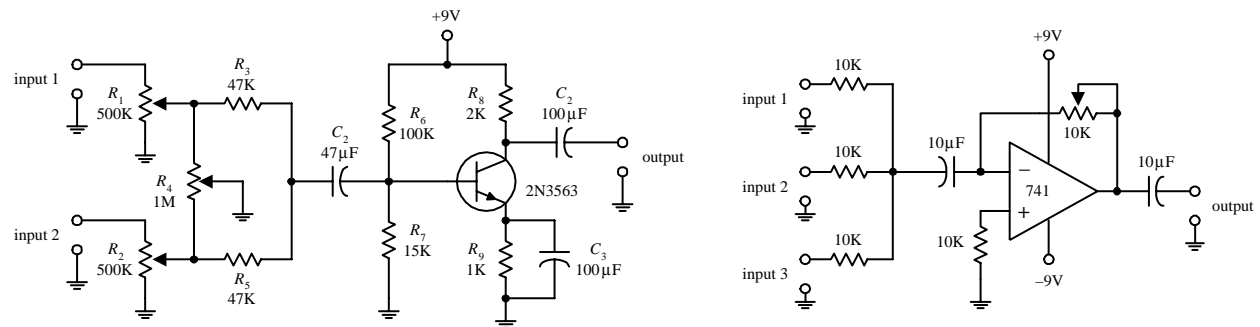 +9V
input 1
R1
500K
R3
47K
C2
47µF
R6
100K
R8
2K
C2
100µF
output
2N3563
R4
1M
input 2
R2
500K
R5
47K
R7
15K
R9
1K
C3
100µF
+9V
10K
input 1
10K
input 2
10K
input 3
10µF
10K
−
741
+
10K
–9V
10µF
output